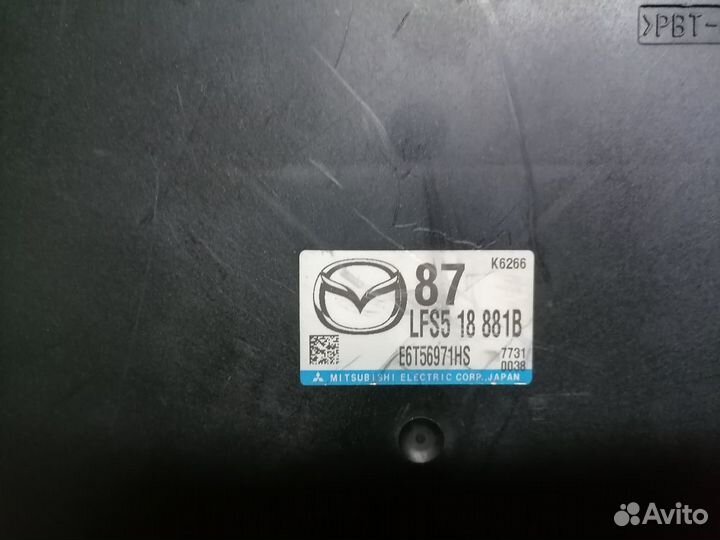 >PBT-
87
K6266
LFS5 18 881B
E6T56971HS
7731
0038
MITSUBISHI ELECTRIC CORP., JAPAN
Avito